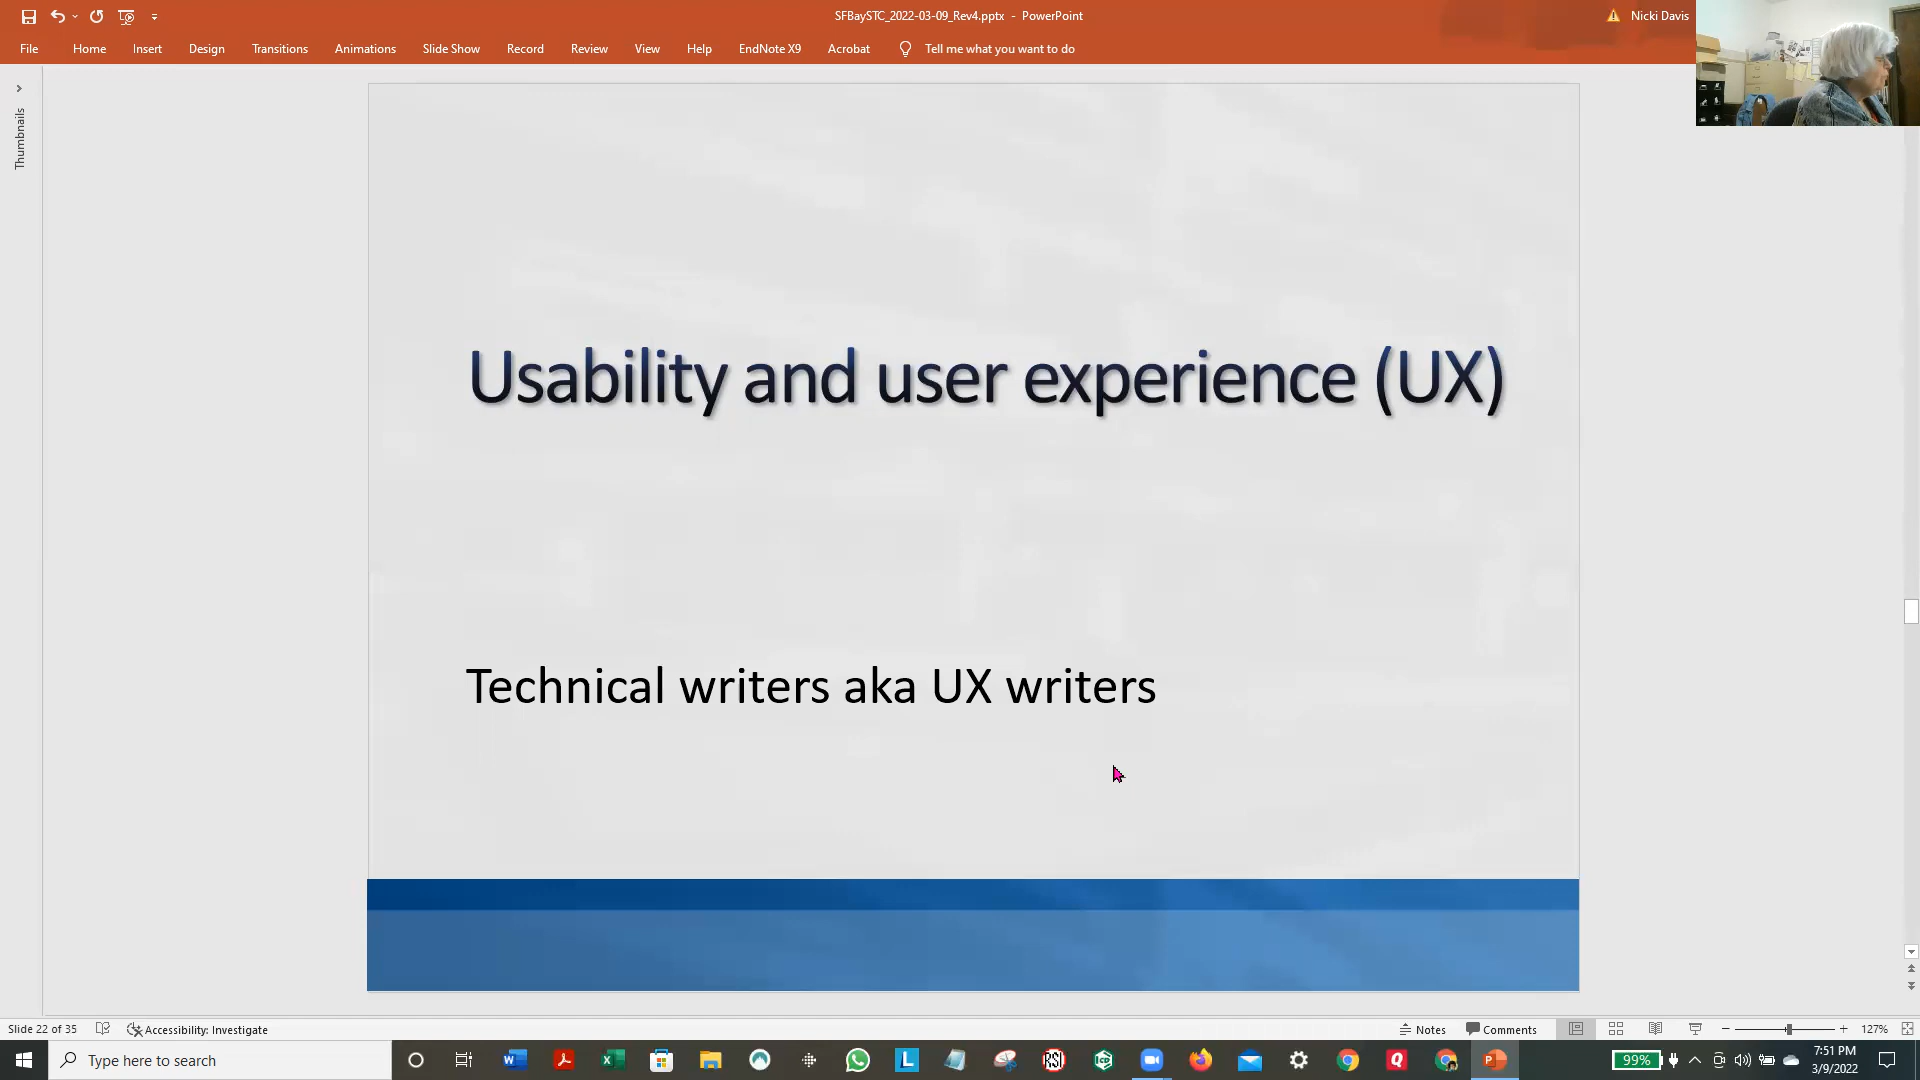 SFBaySTC_2022-03-09_Rev4.pptx - PowerPoint
Nicki Davis
File Home Insert Design Transitions Animations Slide Show Record Review View Help EndNote X9 Acrobat Tell me what you want to do
Thumbnails
Usability and user experience (UX)
Technical writers aka UX writers
Slide 22 of 35 Accessibility: Investigate Notes Comments 127%
Type here to search
99%
7:51 PM
3/9/2022